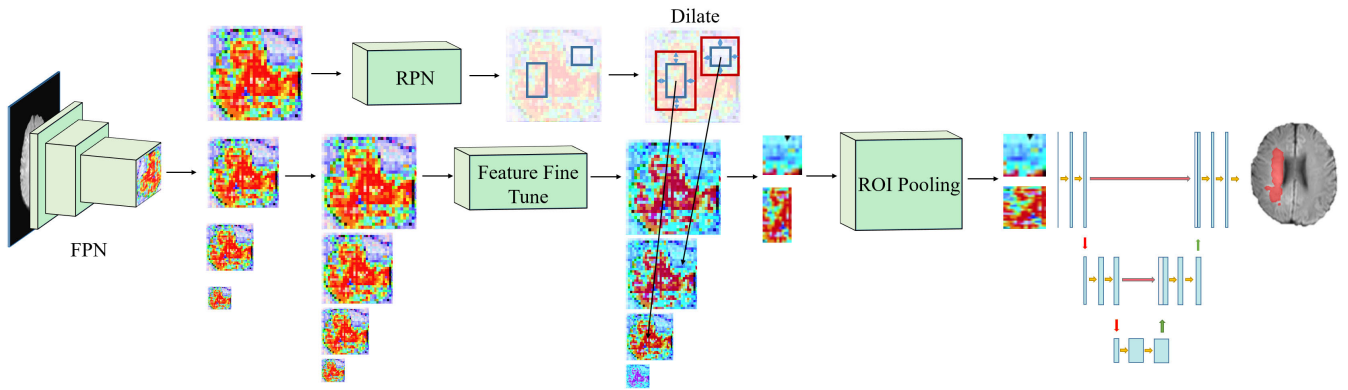 Dilate
RPN
Feature Fine
Tune
ROI Pooling
FPN